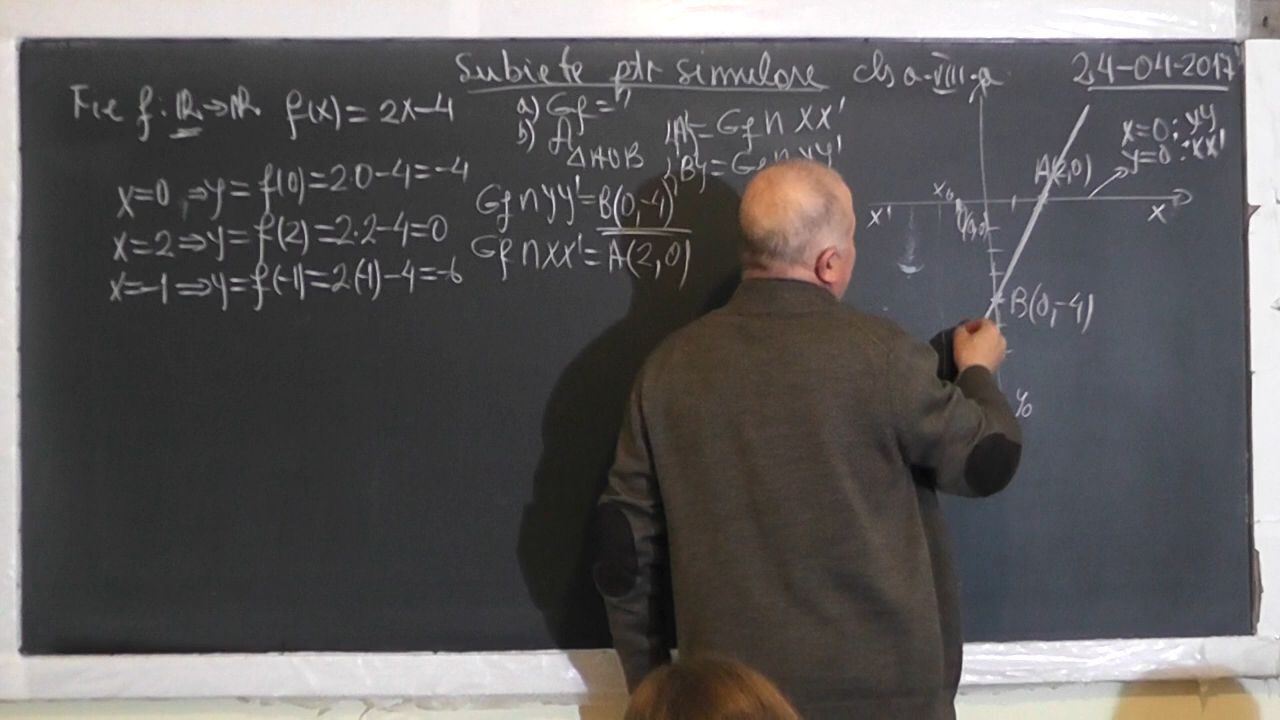 Subiete ptr simulare cls a-VIII-a 24-04-2017
Fie f: ℝ→ℝ f(x) = 2x-4
a) Gf = ?
b) A△AOB
{A} = Gf ∩ xx'
{B} = Gf ∩ yy'
x=0 ⇒ y = f(0) = 2·0-4 = -4
x=2 ⇒ y = f(2) = 2·2-4 = 0
x=-1 ⇒ y = f(-1) = 2(-1)-4 = -6
Gf ∩ yy' = B(0,-4)
Gf ∩ xx' = A(2,0)
x=0 : yy'
y=0 : xx'
A(2,0)
x'
x
B(0,-4)